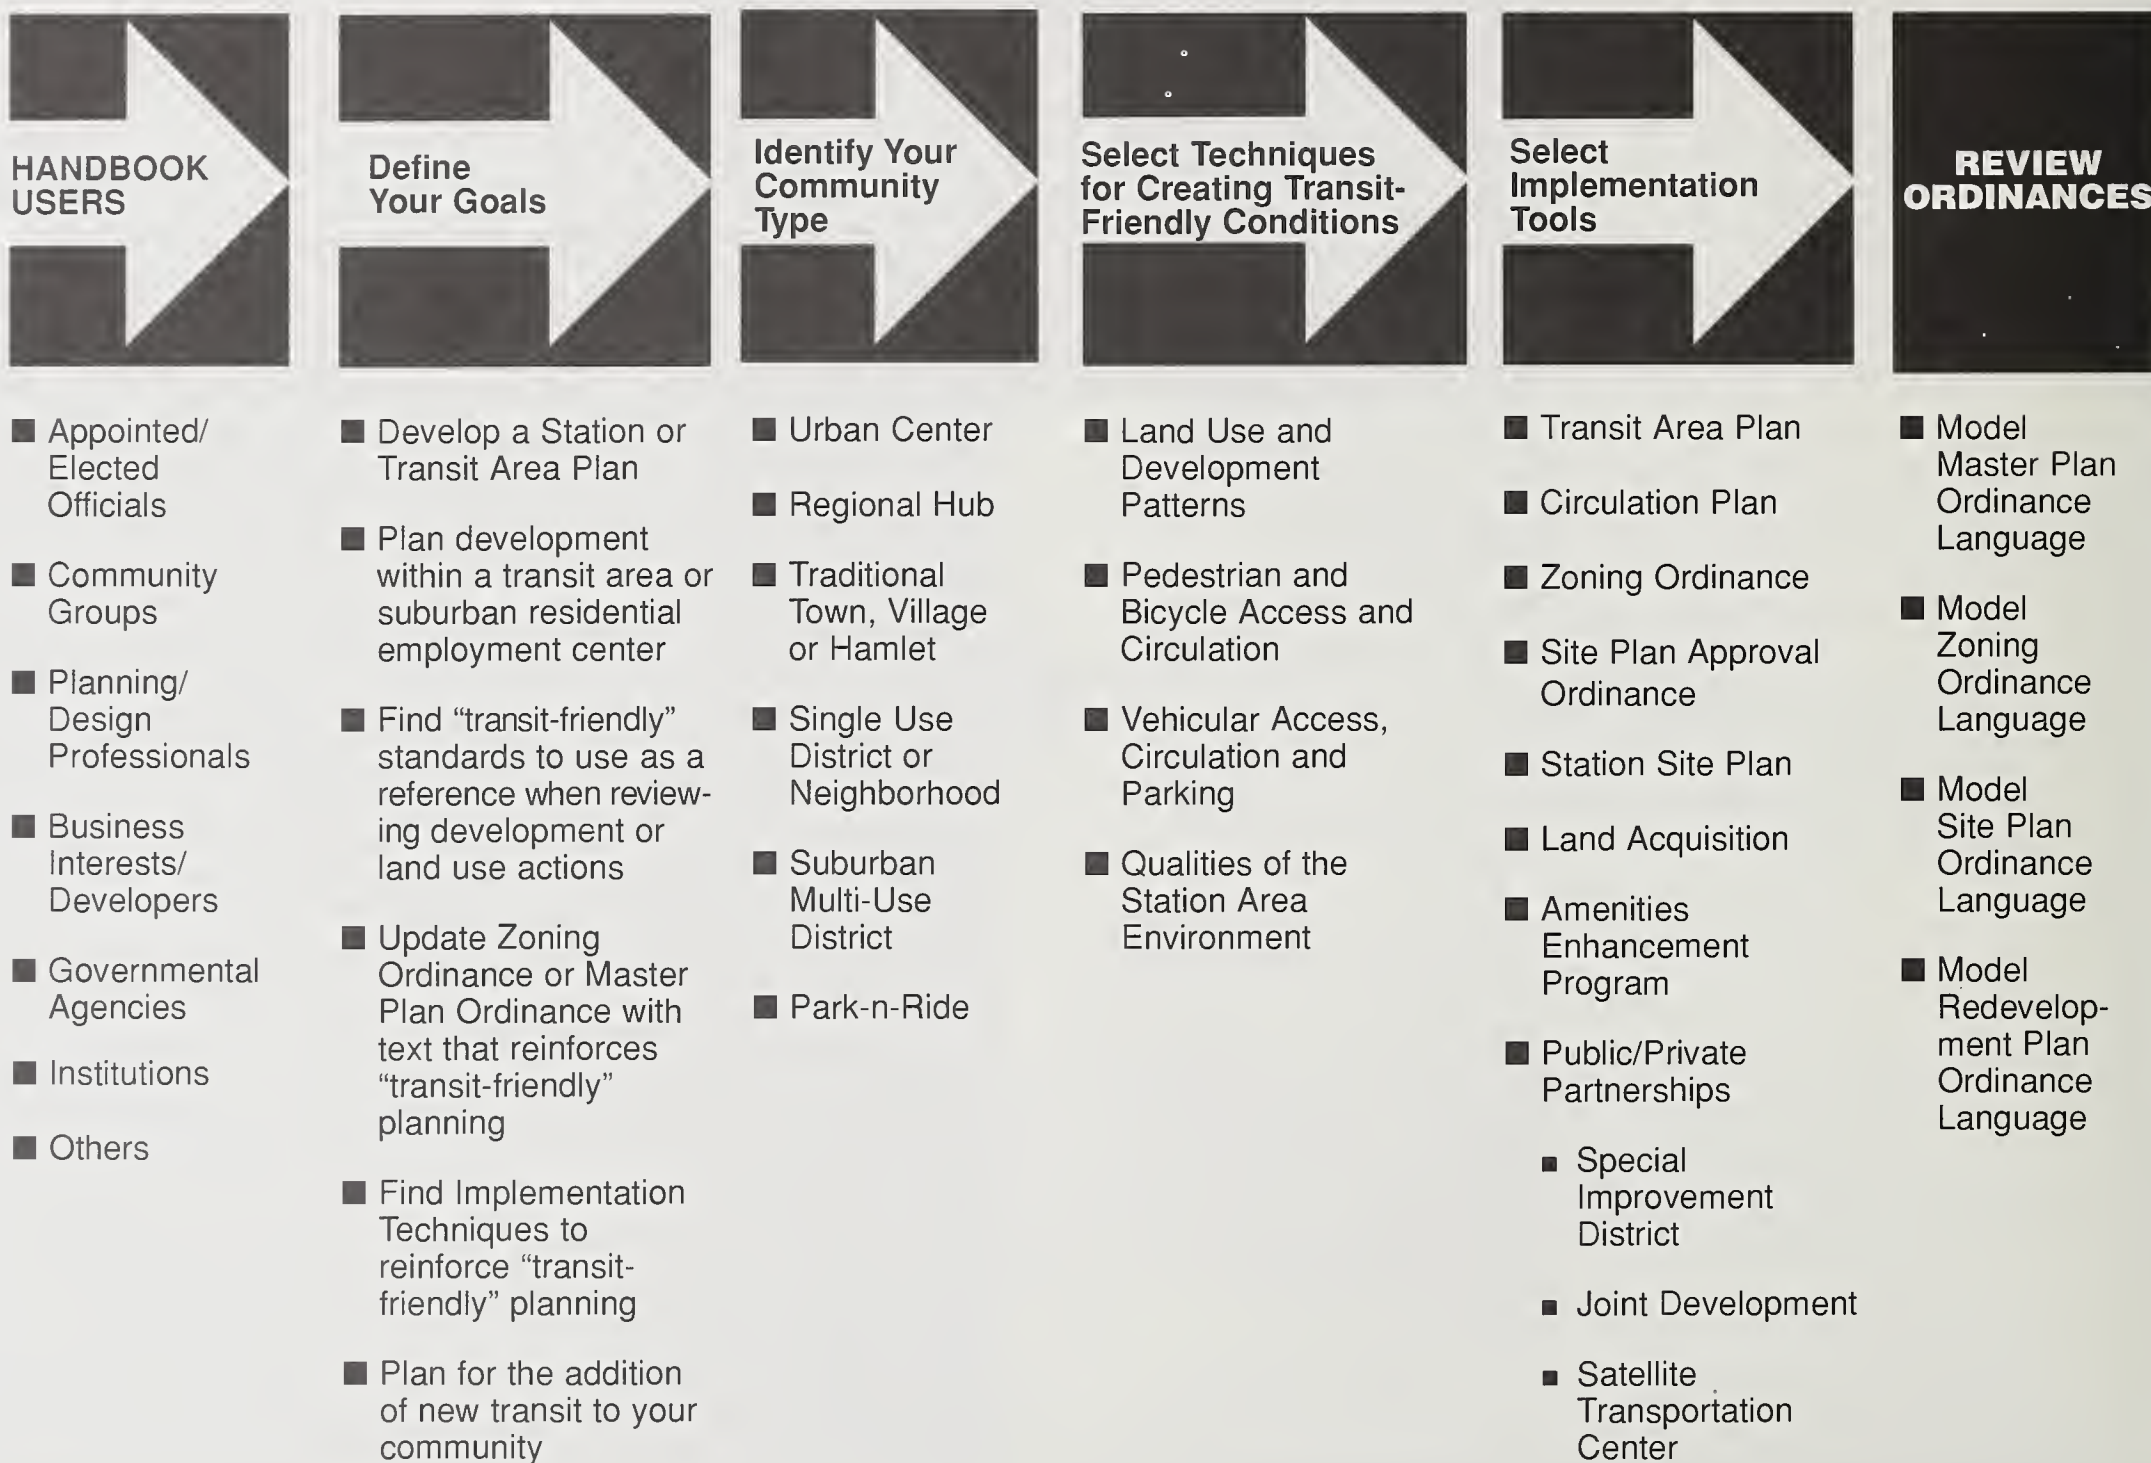 HANDBOOK
USERS
■ Appointed/
Elected
Officials
■ Community
Groups
■ Planning/
Design
Professionals
■ Business
Interests/
Developers
■ Governmental
Agencies
■ Institutions
■ Others
Define
Your Goals
■ Develop a Station or
Transit Area Plan
■ Plan development
within a transit area or
suburban residential
employment center
■ Find “transit-friendly”
standards to use as a
reference when review-
ing development or
land use actions
■ Update Zoning
Ordinance or Master
Plan Ordinance with
text that reinforces
“transit-friendly”
planning
■ Find Implementation
Techniques to
reinforce “transit-
friendly” planning
■ Plan for the addition
of new transit to your
community
Identify Your
Community
Type
■ Urban Center
■ Regional Hub
■ Traditional
Town, Village
or Hamlet
■ Single Use
District or
Neighborhood
■ Suburban
Multi-Use
District
■ Park-n-Ride
Select Techniques
for Creating Transit-
Friendly Conditions
■ Land Use and
Development
Patterns
■ Pedestrian and
Bicycle Access and
Circulation
■ Vehicular Access,
Circulation and
Parking
■ Qualities of the
Station Area
Environment
Select
Implementation
Tools
■ Transit Area Plan
■ Circulation Plan
■ Zoning Ordinance
■ Site Plan Approval
Ordinance
■ Station Site Plan
■ Land Acquisition
■ Amenities
Enhancement
Program
■ Public/Private
Partnerships
■ Special
Improvement
District
■ Joint Development
■ Satellite
Transportation
Center
REVIEW
ORDINANCES
■ Model
Master Plan
Ordinance
Language
■ Model
Zoning
Ordinance
Language
■ Model
Site Plan
Ordinance
Language
■ Model
Redevelop-
ment Plan
Ordinance
Language